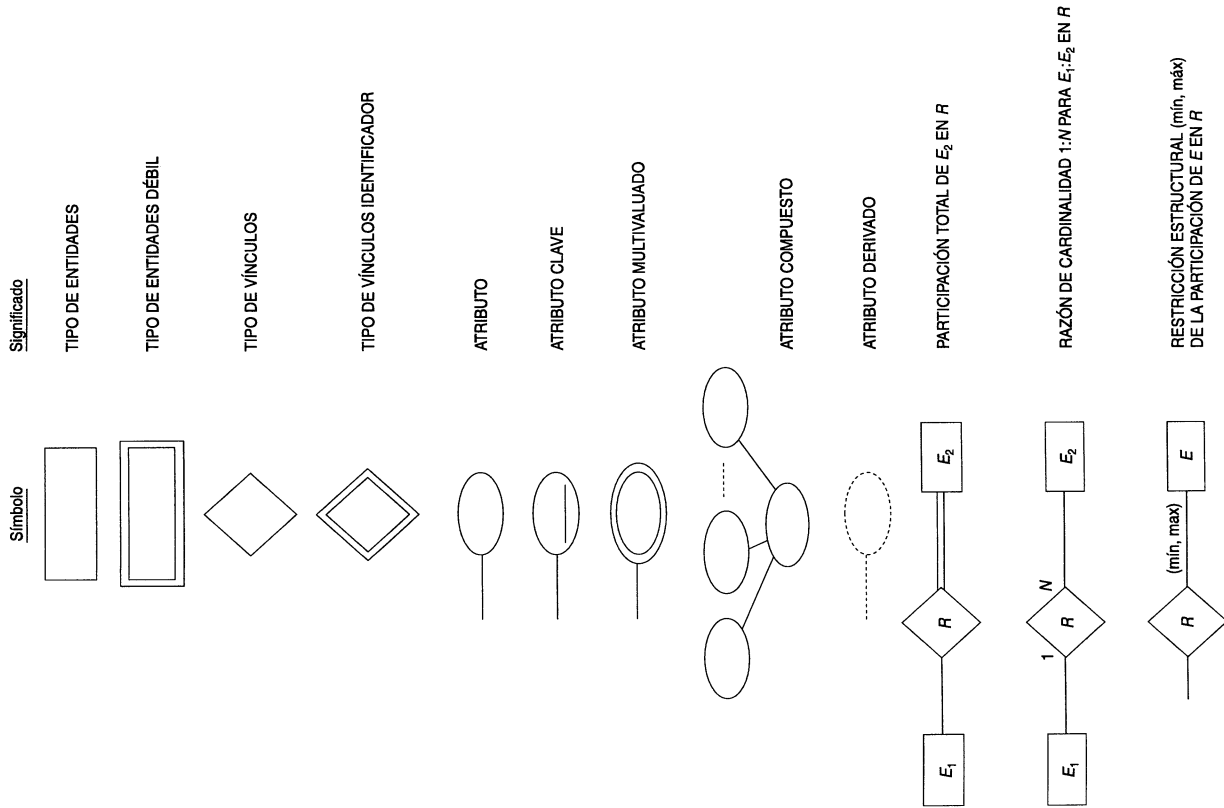 Símbolo
Significado
TIPO DE ENTIDADES
TIPO DE ENTIDADES DÉBIL
TIPO DE VÍNCULOS
TIPO DE VÍNCULOS IDENTIFICADOR
ATRIBUTO
ATRIBUTO CLAVE
ATRIBUTO MULTIVALUADO
ATRIBUTO COMPUESTO
ATRIBUTO DERIVADO
E₁
R
E₂
PARTICIPACIÓN TOTAL DE E₂ EN R
E₁
1
R
N
E₂
RAZÓN DE CARDINALIDAD 1:N PARA E₁:E₂ EN R
R
(mín, max)
E
RESTRICCIÓN ESTRUCTURAL (mín, máx)
DE LA PARTICIPACIÓN DE E EN R